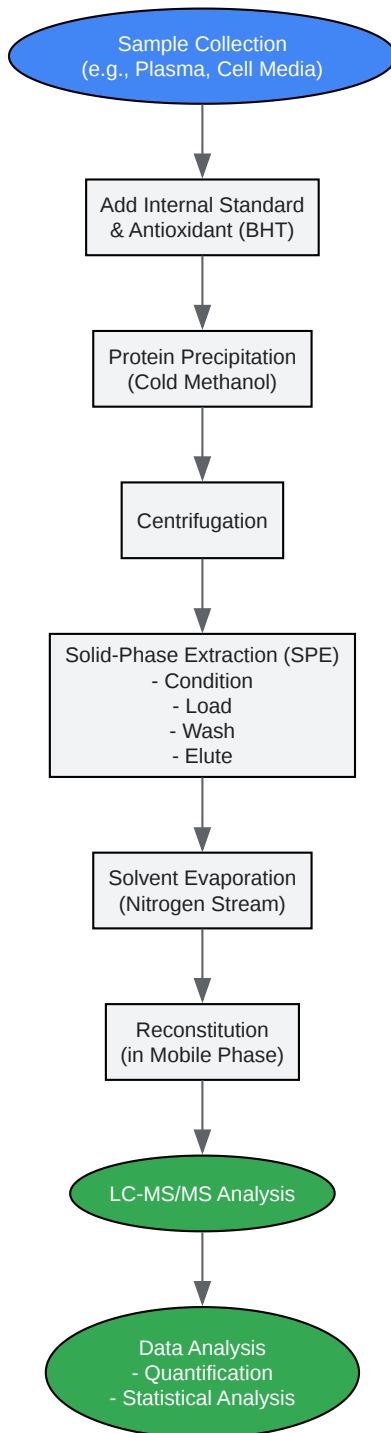 Sample Collection
(e.g., Plasma, Cell Media)
Add Internal Standard
& Antioxidant (BHT)
Protein Precipitation
(Cold Methanol)
Centrifugation
Solid-Phase Extraction (SPE)
- Condition
- Load
- Wash
- Elute
Solvent Evaporation
(Nitrogen Stream)
Reconstitution
(in Mobile Phase)
LC-MS/MS Analysis
Data Analysis
- Quantification
- Statistical Analysis